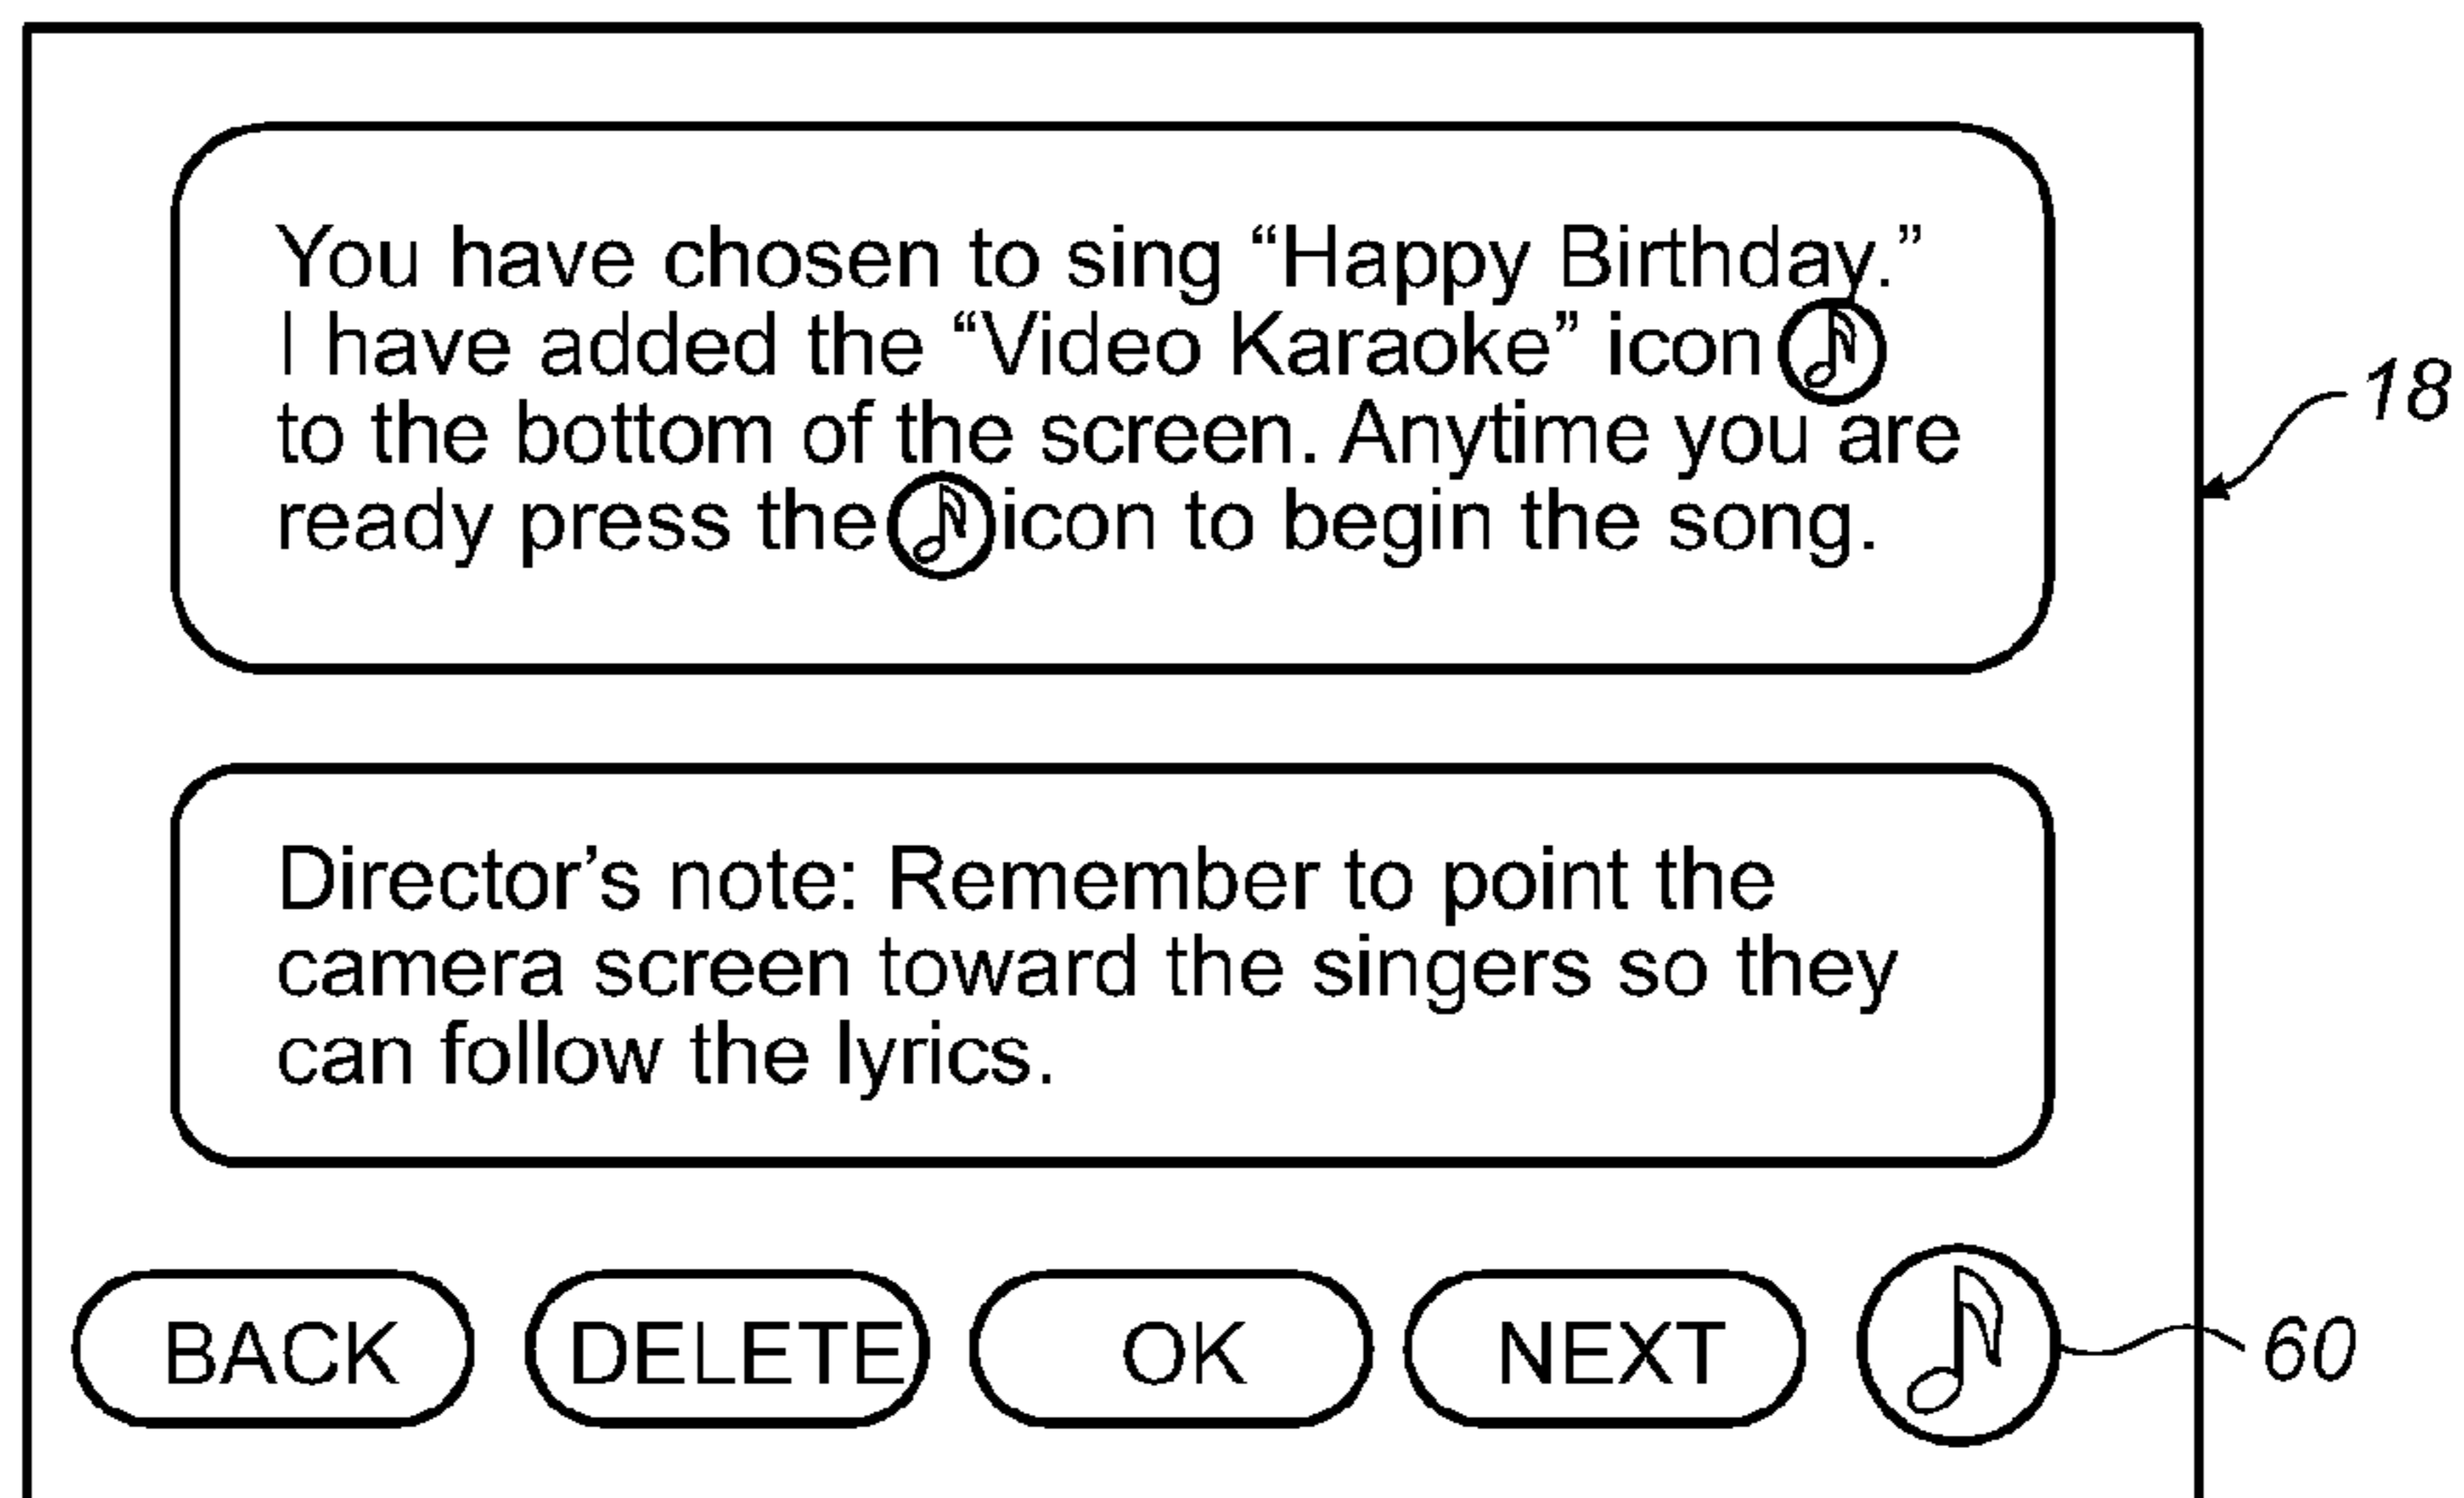 You have chosen to sing “Happy Birthday.”
I have added the “Video Karaoke” icon
to the bottom of the screen. Anytime you are
ready press the icon to begin the song.
18
Director’s note: Remember to point the
camera screen toward the singers so they
can follow the lyrics.
BACK DELETE OK NEXT 60